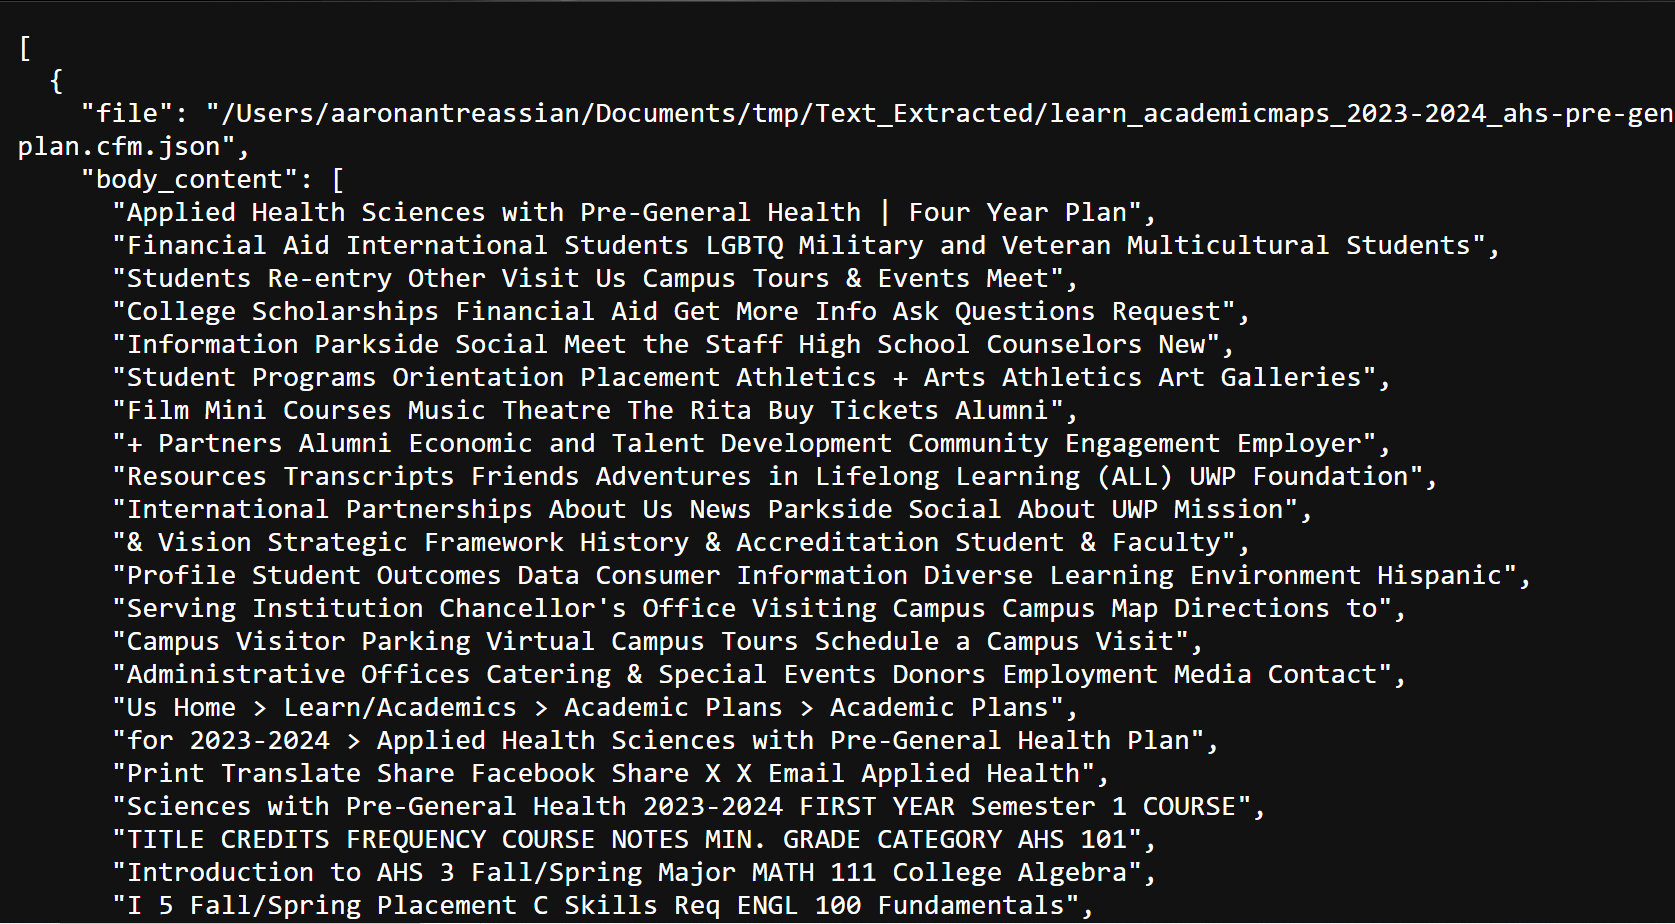 [
{
"file": "/Users/aaronantreassian/Documents/tmp/Text_Extracted/learn_academicmaps_2023-2024_ahs-pre-gen
plan.cfm.json",
"body_content": [
"Applied Health Sciences with Pre-General Health | Four Year Plan",
"Financial Aid International Students LGBTQ Military and Veteran Multicultural Students",
"Students Re-entry Other Visit Us Campus Tours & Events Meet",
"College Scholarships Financial Aid Get More Info Ask Questions Request",
"Information Parkside Social Meet the Staff High School Counselors New",
"Student Programs Orientation Placement Athletics + Arts Athletics Art Galleries",
"Film Mini Courses Music Theatre The Rita Buy Tickets Alumni",
"+ Partners Alumni Economic and Talent Development Community Engagement Employer",
"Resources Transcripts Friends Adventures in Lifelong Learning (ALL) UWP Foundation",
"International Partnerships About Us News Parkside Social About UWP Mission",
"& Vision Strategic Framework History & Accreditation Student & Faculty",
"Profile Student Outcomes Data Consumer Information Diverse Learning Environment Hispanic",
"Serving Institution Chancellor's Office Visiting Campus Campus Map Directions to",
"Campus Visitor Parking Virtual Campus Tours Schedule a Campus Visit",
"Administrative Offices Catering & Special Events Donors Employment Media Contact",
"Us Home > Learn/Academics > Academic Plans > Academic Plans",
"for 2023-2024 > Applied Health Sciences with Pre-General Health Plan",
"Print Translate Share Facebook Share X X Email Applied Health",
"Sciences with Pre-General Health 2023-2024 FIRST YEAR Semester 1 COURSE",
"TITLE CREDITS FREQUENCY COURSE NOTES MIN. GRADE CATEGORY AHS 101",
"Introduction to AHS 3 Fall/Spring Major MATH 111 College Algebra",
"I 5 Fall/Spring Placement C Skills Req ENGL 100 Fundamentals",